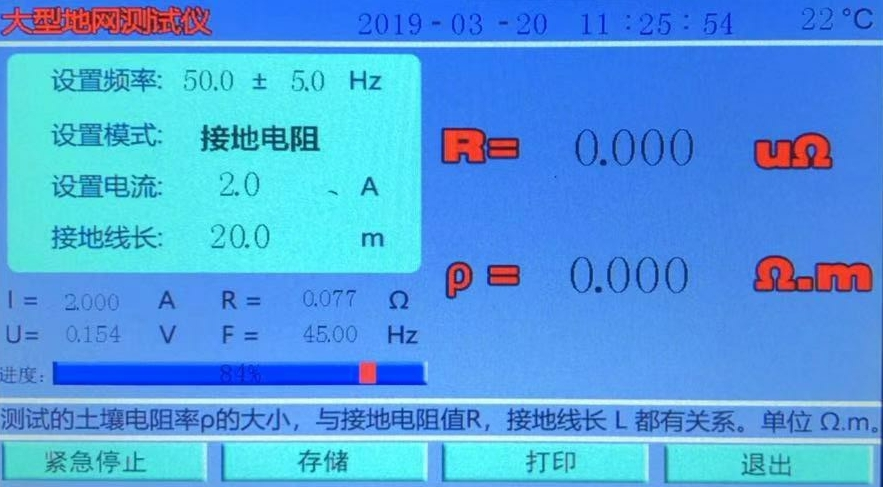 大型地网测试仪 2019-03-20 11:25:54 22℃
设置频率: 50.0 ± 5.0 Hz
设置模式: 接地电阻
设置电流: 2.0 、 A
接地线长: 20.0 m
R= 0.000 uΩ
ρ = 0.000 Ω.m
I = 2.000 A R = 0.077 Ω
U= 0.154 V F = 45.00 Hz
进度: 84%
测试的土壤电阻率ρ的大小，与接地电阻值R，接地线长 L 都有关系。单位 Ω.m。
紧急停止 存储 打印 退出